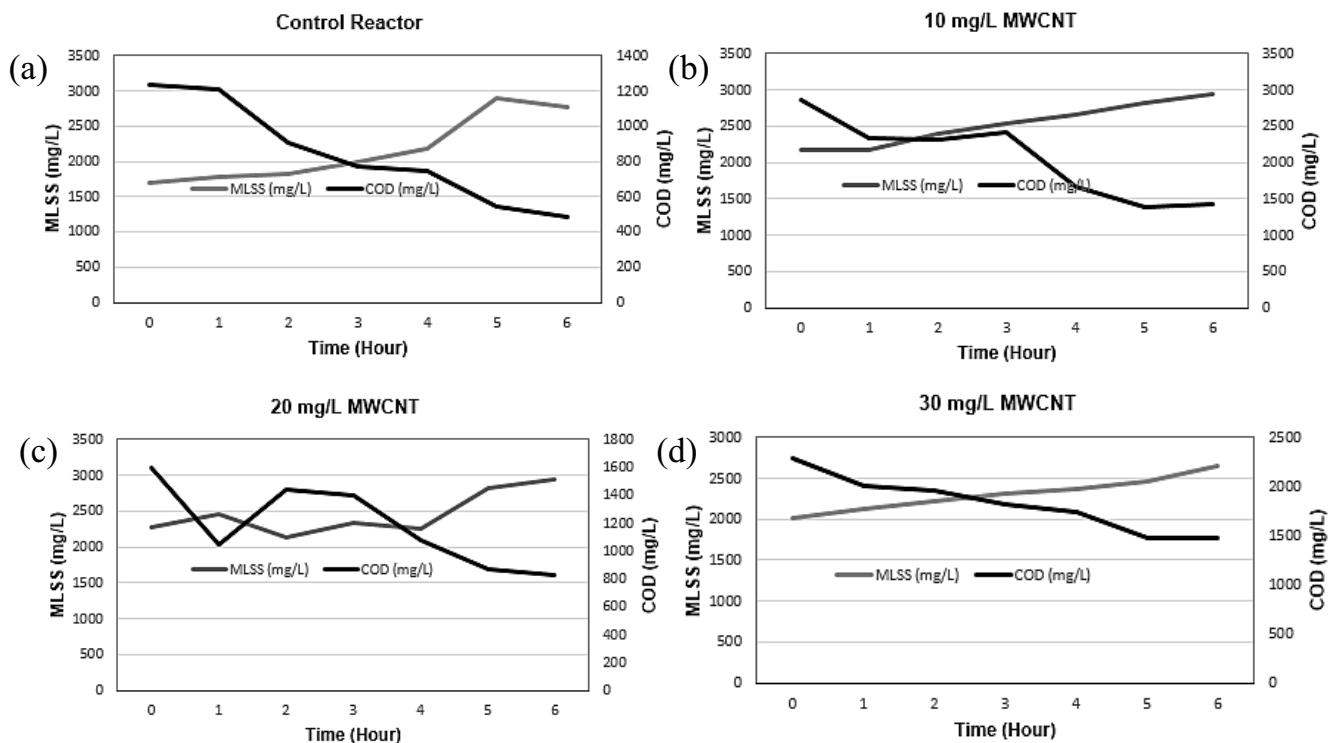 (a)
Control Reactor
MLSS (mg/L)
3500
3000
2500
2000
1500
1000
500
0
1400
1200
1000
800
600
400
200
0
COD (mg/L)
MLSS (mg/L) COD (mg/L)
0 1 2 3 4 5 6
Time (Hour)
(b)
10 mg/L MWCNT
MLSS (mg/L)
3500
3000
2500
2000
1500
1000
500
0
3500
3000
2500
2000
1500
1000
500
0
COD (mg/L)
MLSS (mg/L) COD (mg/L)
0 1 2 3 4 5 6
Time (Hour)
(c)
20 mg/L MWCNT
MLSS (mg/L)
3500
3000
2500
2000
1500
1000
500
0
1800
1600
1400
1200
1000
800
600
400
200
0
COD (mg/L)
MLSS (mg/L) COD (mg/L)
0 1 2 3 4 5 6
Time (Hour)
(d)
30 mg/L MWCNT
MLSS (mg/L)
3000
2500
2000
1500
1000
500
0
2500
2000
1500
1000
500
0
COD (mg/L)
MLSS (mg/L) COD (mg/L)
0 1 2 3 4 5 6
Time (Hour)